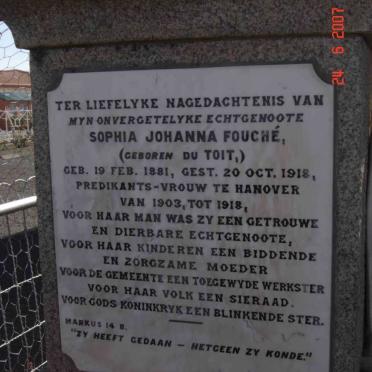 24 6 2007
TER LIEFELYKE NAGEDACHTENIS VAN
MYN ONVERGETELYKE ECHTGENOOTE
SOPHIA JOHANNA FOUCHÉ,
(GEBOREN DU TOIT,)
GEB. 19 FEB. 1881, GEST. 20 OCT. 1918,
PREDIKANTS-VROUW TE HANOVER
VAN 1903, TOT 1918,
VOOR HAAR MAN WAS ZY EEN GETROUWE
EN DIERBARE ECHTGENOOTE,
VOOR HAAR KINDEREN EEN BIDDENDE
EN ZORGZAME MOEDER
VOOR DE GEMEENTE EEN TOEGEWYDE WERKSTER
VOOR HAAR VOLK EEN SIERAAD.
VOOR GODS KONINKRYK EEN BLINKENDE STER.
MARKUS 14 8.
"ZY HEEFT GEDAAN — HETGEEN ZY KONDE."